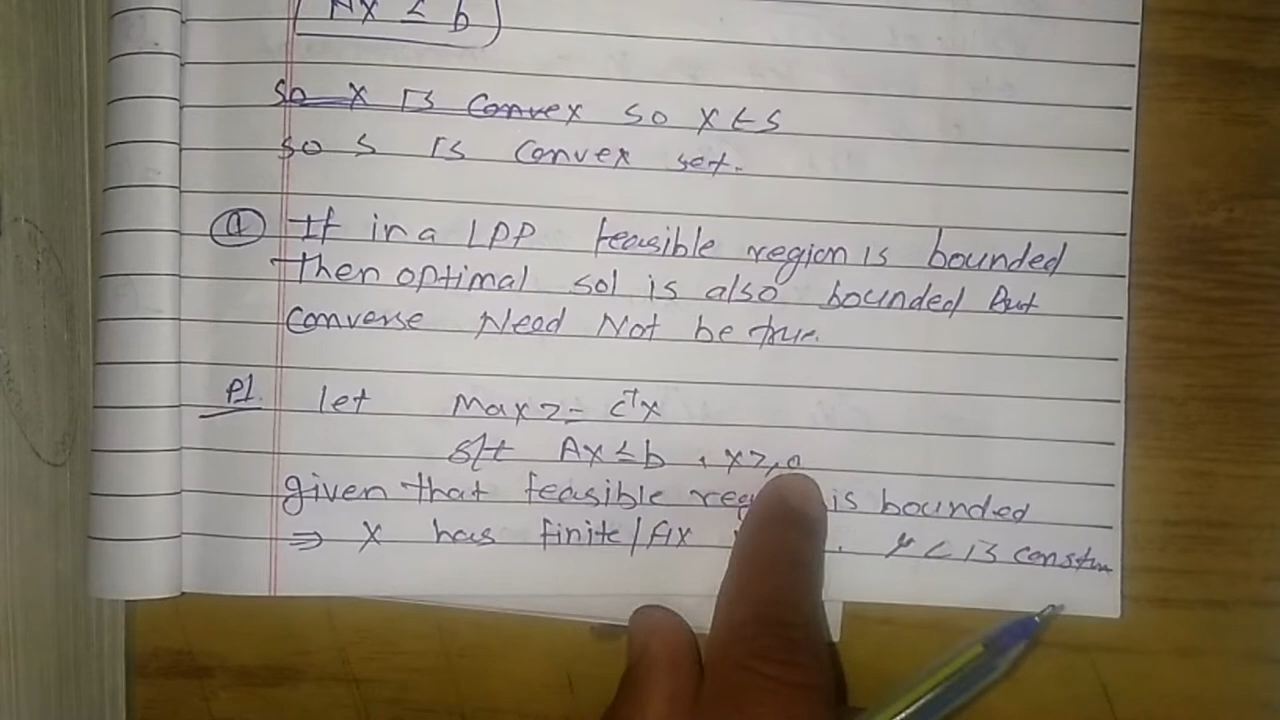 Ax ≤ b
so x is convex so x ∈ S
so S is convex set.
Q If in a LPP feasible region is bounded
then optimal sol is also bounded But
converse Need Not be true.
Pf. let Max z = cᵀx
s/t Ax ≤ b , x ≥, 0
given that feasible is bounded
⇒ x has finite/fix . is